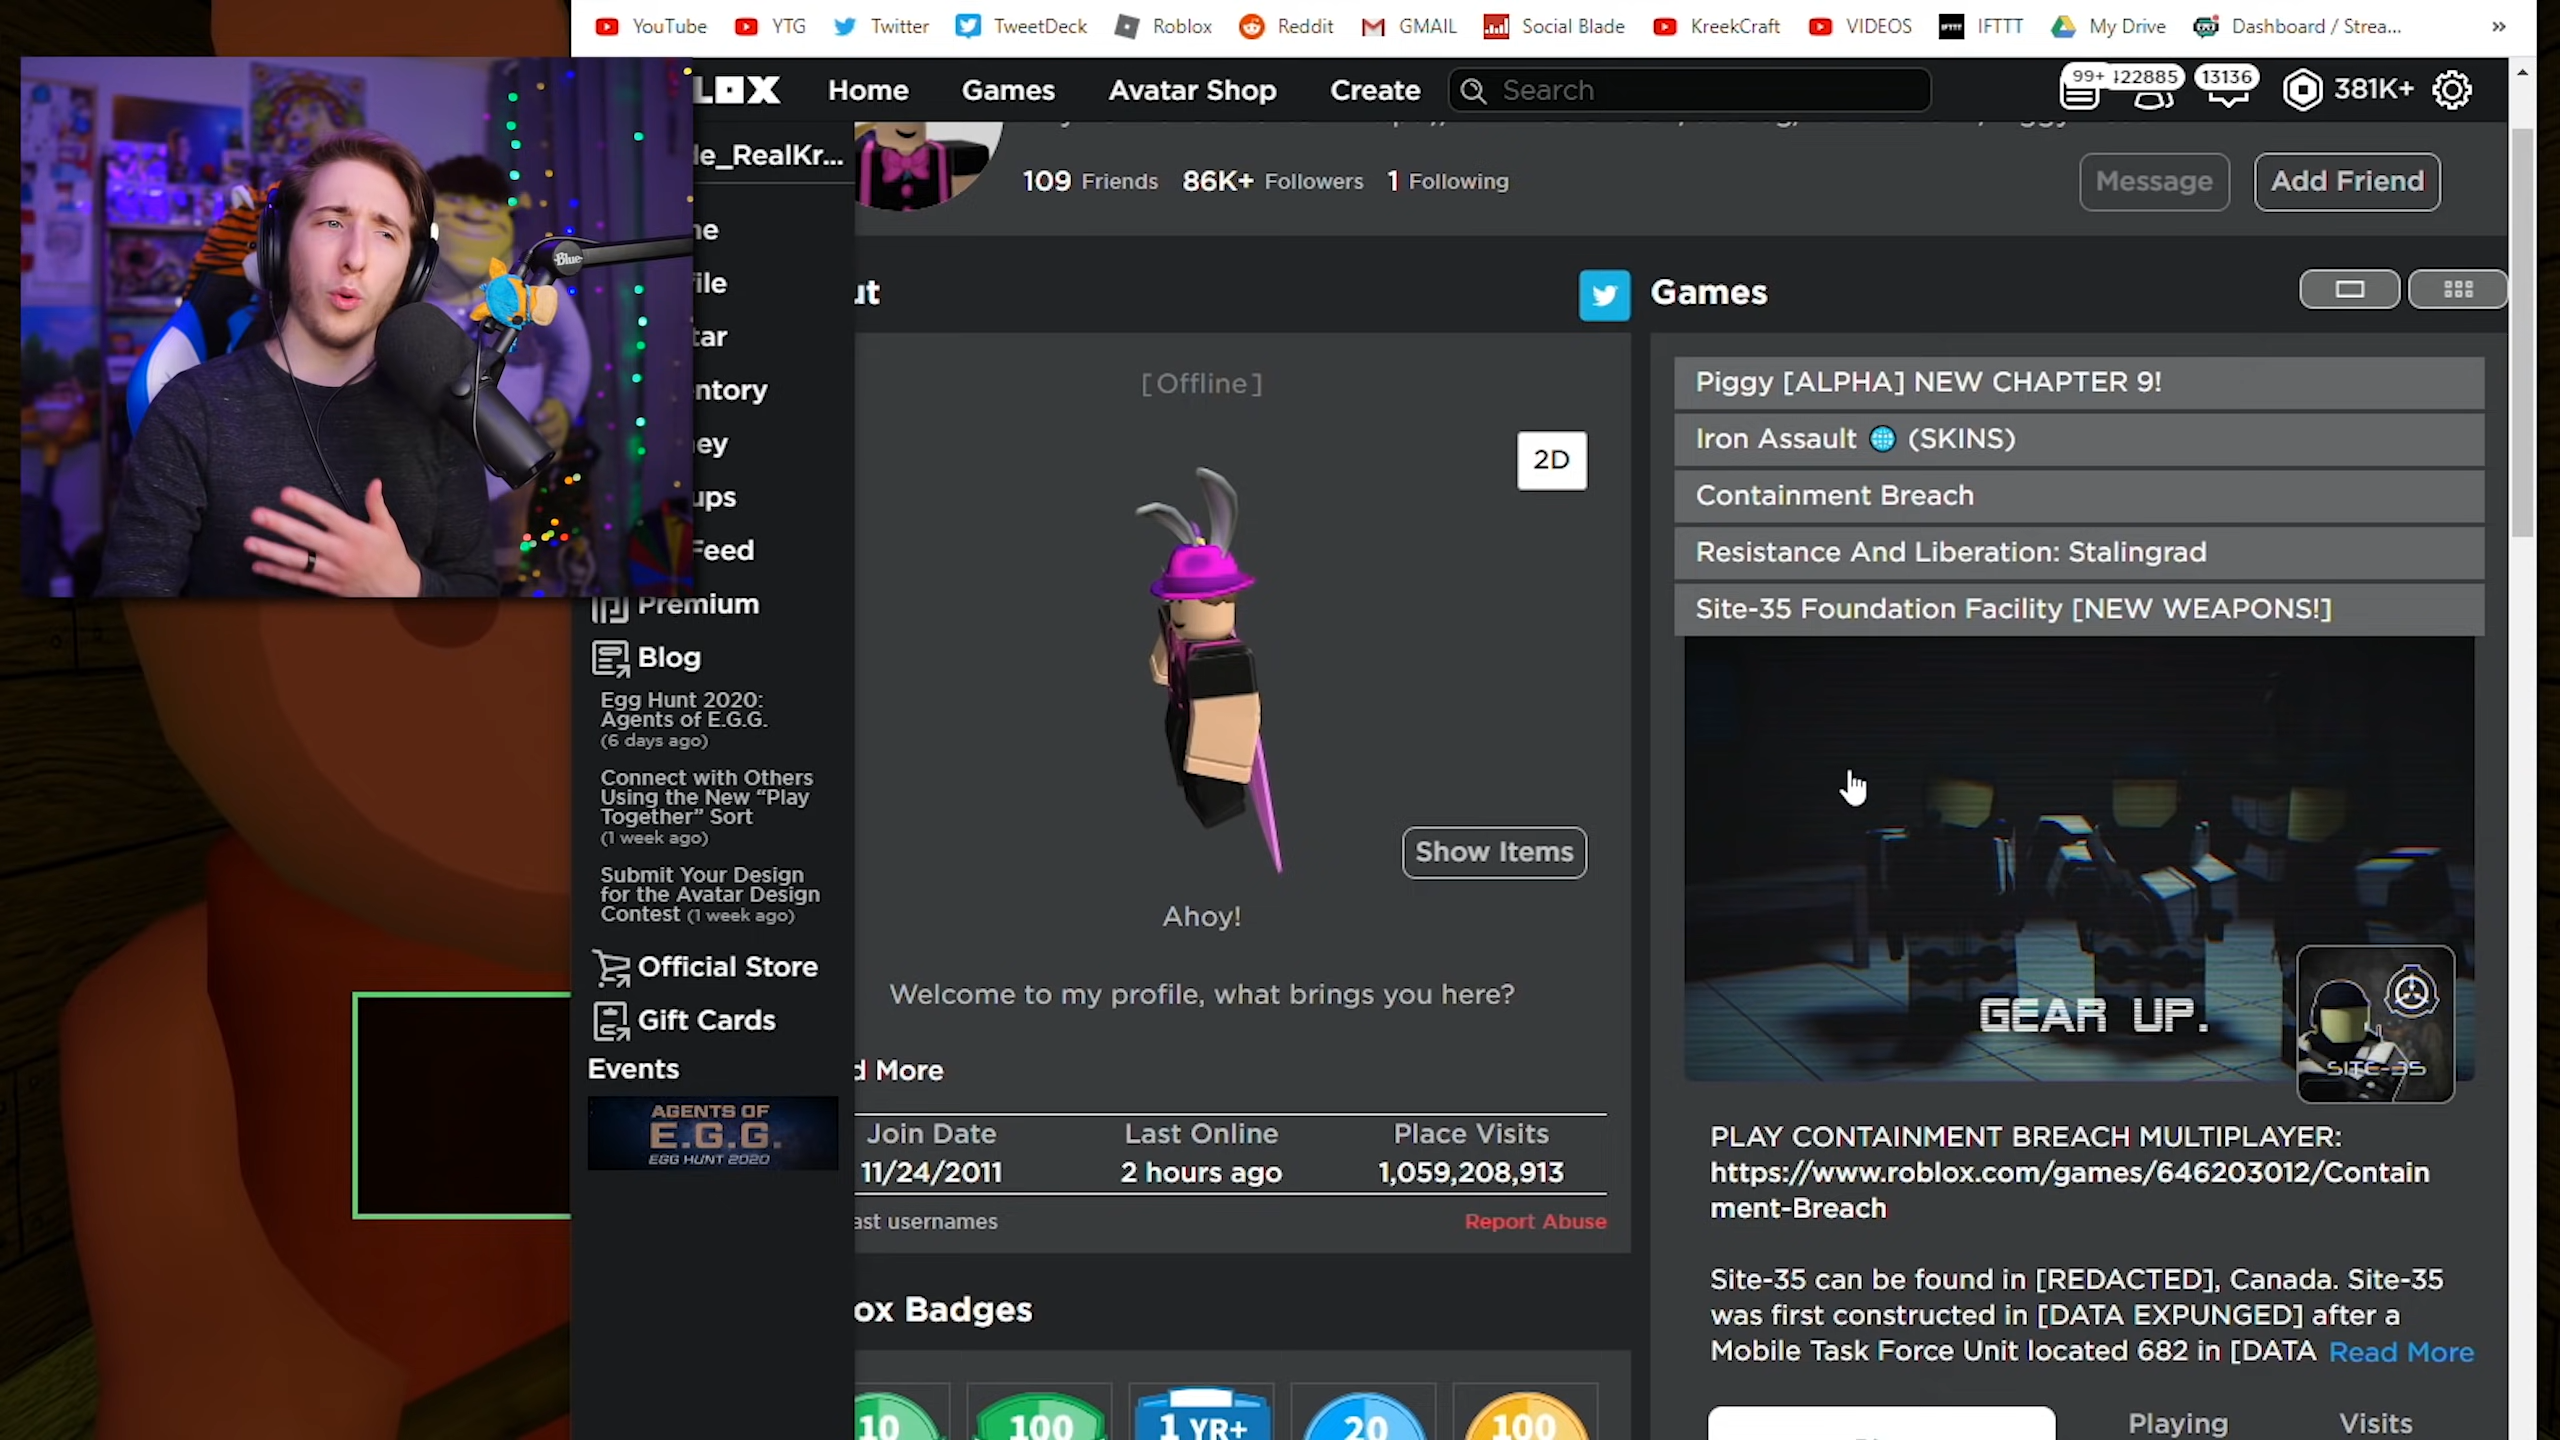 YouTube YTG Twitter TweetDeck Roblox Reddit GMAIL Social Blade KreekCraft VIDEOS IFTTT My Drive Dashboard / Strea... »
LOX Home Games Avatar Shop Create Search 99+ 422885 13136 381K+
le_RealKr...
109 Friends 86K+ Followers 1 Following
Message Add Friend
Blue
ne
file
tar
ntory
ey
ups
Feed
Premium
Blog
Egg Hunt 2020:
Agents of E.G.G.
(6 days ago)
Connect with Others
Using the New “Play
Together” Sort
(1 week ago)
Submit Your Design
for the Avatar Design
Contest (1 week ago)
Official Store
Gift Cards
Events
AGENTS OF
E.G.G.
EGG HUNT 2020
ut
[Offline]
2D
Show Items
Ahoy!
Welcome to my profile, what brings you here?
d More
Join Date Last Online Place Visits
11/24/2011 2 hours ago 1,059,208,913
ast usernames Report Abuse
ox Badges
10 100 1 YR+ 20 100
Games
Piggy [ALPHA] NEW CHAPTER 9!
Iron Assault (SKINS)
Containment Breach
Resistance And Liberation: Stalingrad
Site-35 Foundation Facility [NEW WEAPONS!]
GEAR UP.
SITE-35
PLAY CONTAINMENT BREACH MULTIPLAYER:
https://www.roblox.com/games/646203012/Contain
ment-Breach
Site-35 can be found in [REDACTED], Canada. Site-35
was first constructed in [DATA EXPUNGED] after a
Mobile Task Force Unit located 682 in [DATA Read More
Playing Visits